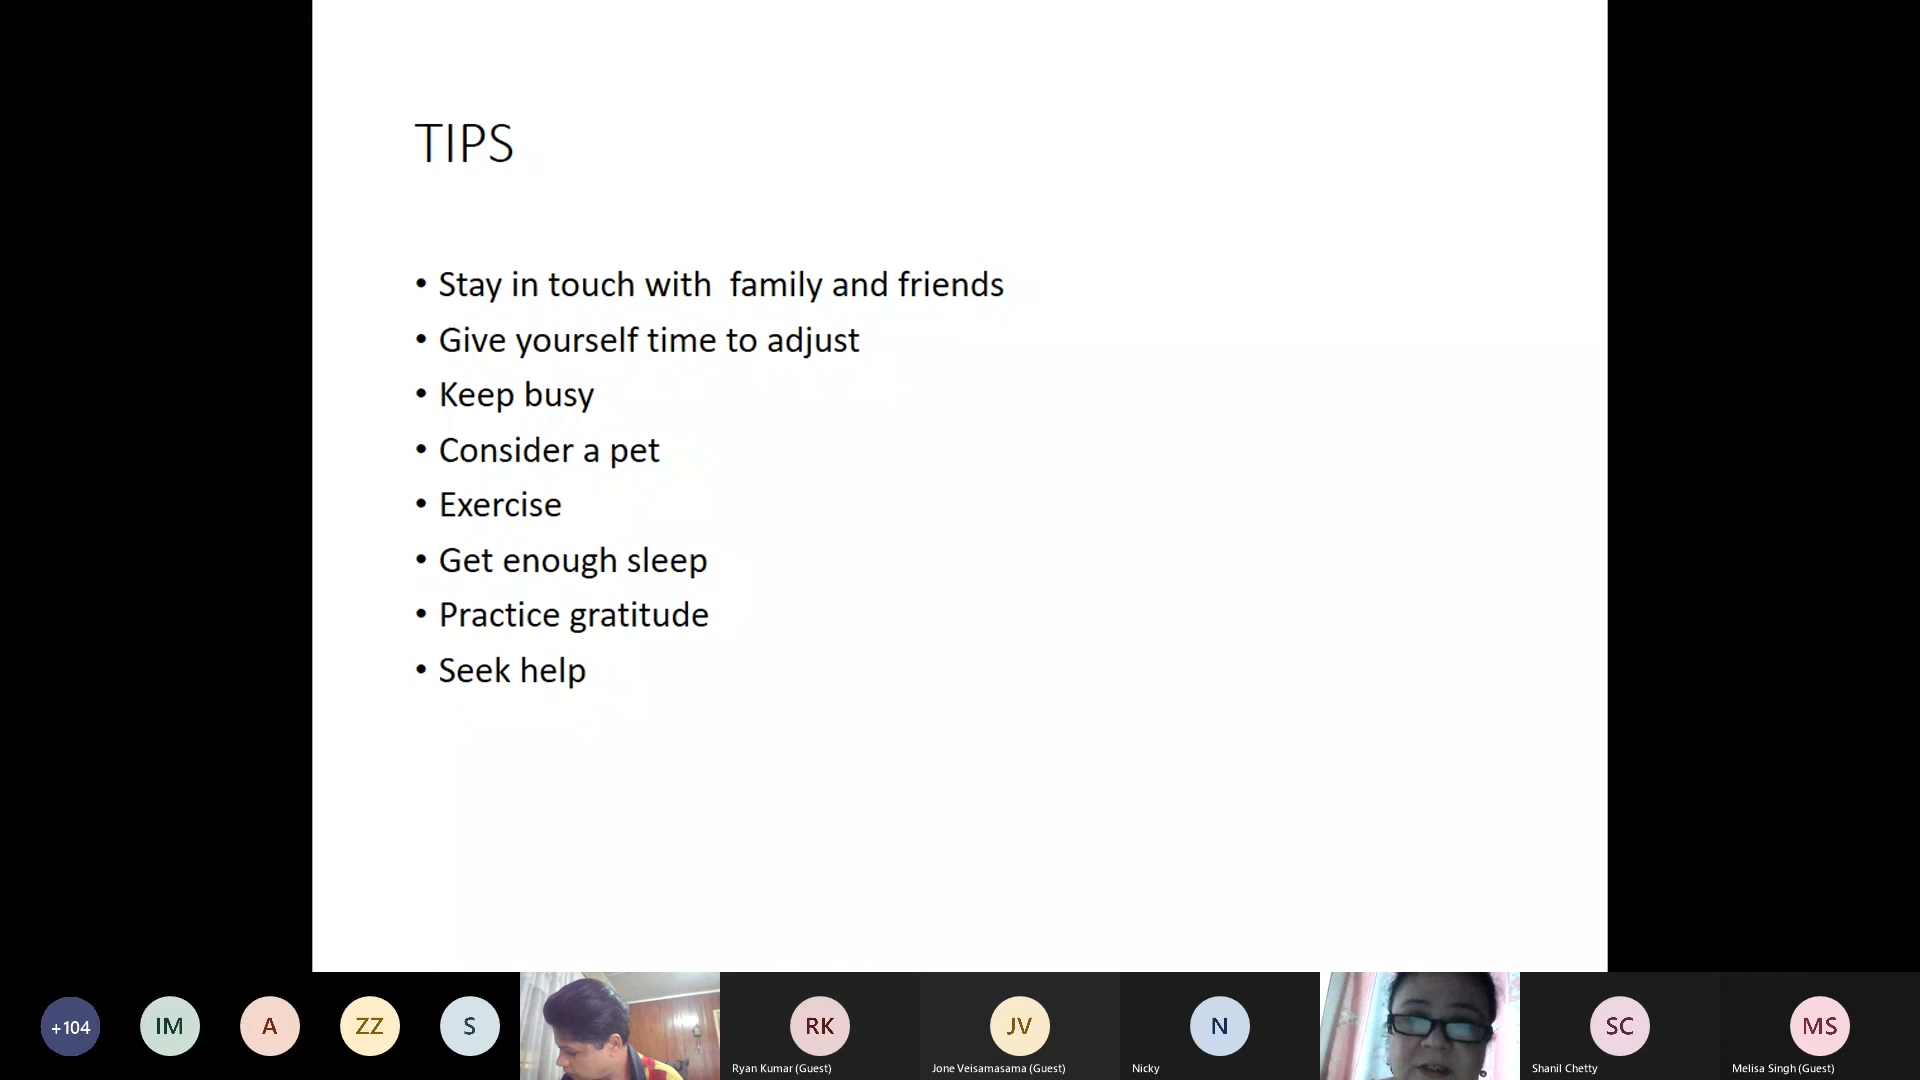 TIPS
• Stay in touch with  family and friends
• Give yourself time to adjust
• Keep busy
• Consider a pet
• Exercise
• Get enough sleep
• Practice gratitude
• Seek help
+104
IM
A
ZZ
S
RK
JV
N
SC
MS
Ryan Kumar (Guest)
Jone Veisamasama (Guest)
Nicky
Shanil Chetty
Melisa Singh (Guest)